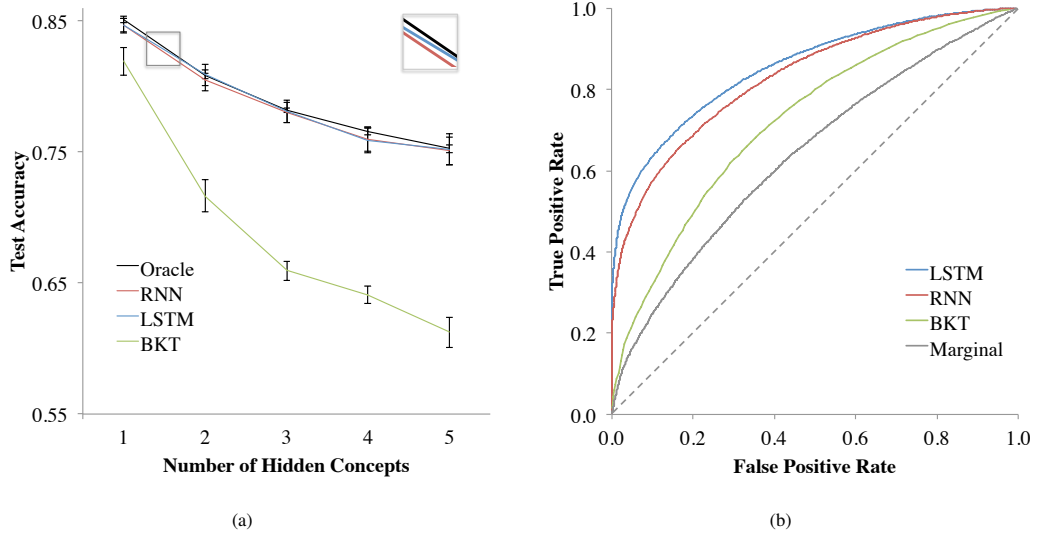 0.85
0.75
0.65
0.55
Test Accuracy
Oracle
RNN
LSTM
BKT
1 2 3 4 5
Number of Hidden Concepts
(a)
1.0
0.8
0.6
0.4
0.2
0.0
True Positive Rate
LSTM
RNN
BKT
Marginal
0.0 0.2 0.4 0.6 0.8 1.0
False Positive Rate
(b)